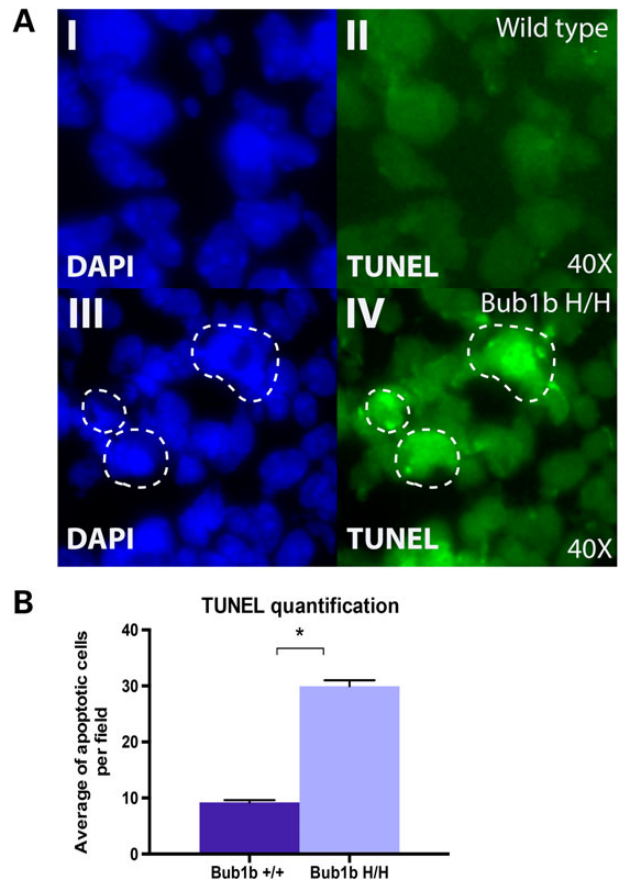 A
I
II
Wild type
DAPI
TUNEL
40X
III
IV
Bub1b H/H
DAPI
TUNEL
40X
B
TUNEL quantification
*
Average of apoptotic cells
per field
40
30
20
10
0
Bub1b +/+
Bub1b H/H